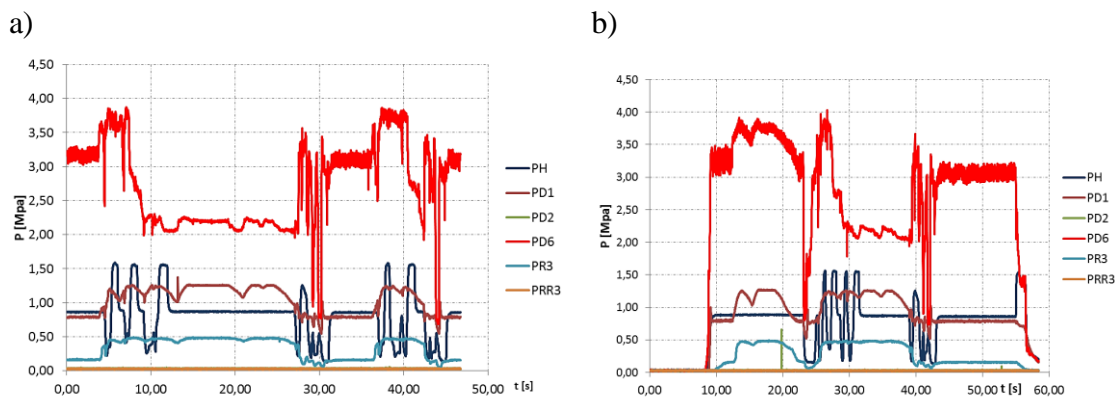 a)
b)
4,50
4,00
3,50
3,00
2,50
2,00
1,50
1,00
0,50
0,00
P [Mpa]
0,00 10,00 20,00 30,00 40,00 50,00
t [s]
PH
PD1
PD2
PD6
PR3
PRR3
4,50
4,00
3,50
3,00
2,50
2,00
1,50
1,00
0,50
0,00
P [Mpa]
0,00 10,00 20,00 30,00 40,00 50,00 60,00
t [s]
PH
PD1
PD2
PD6
PR3
PRR3